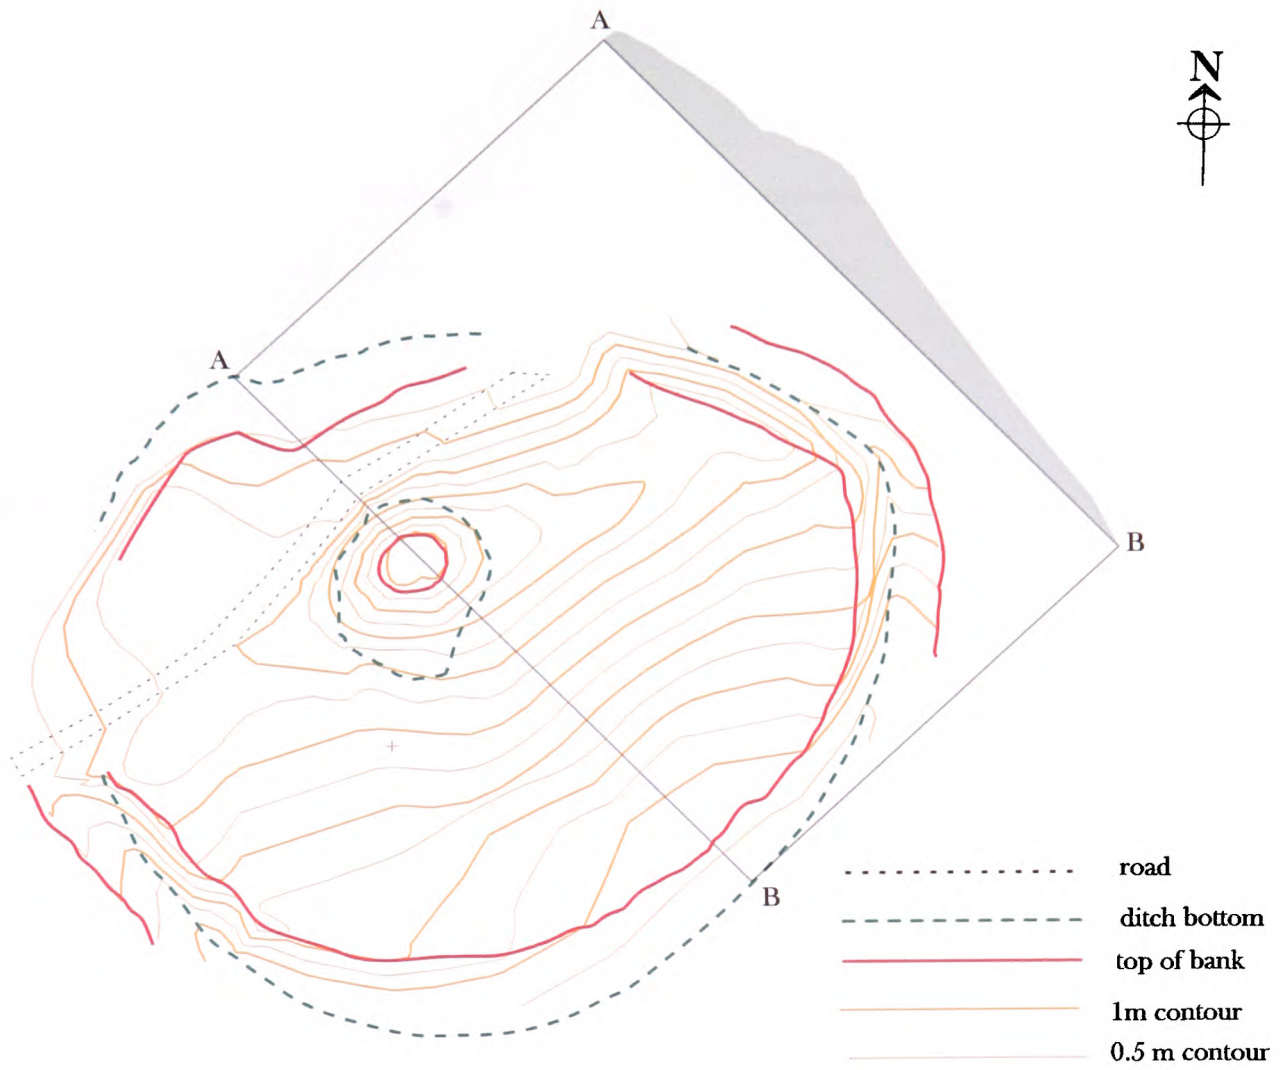 A
N
A
B
B
road
ditch bottom
top of bank
1m contour
0.5 m contour